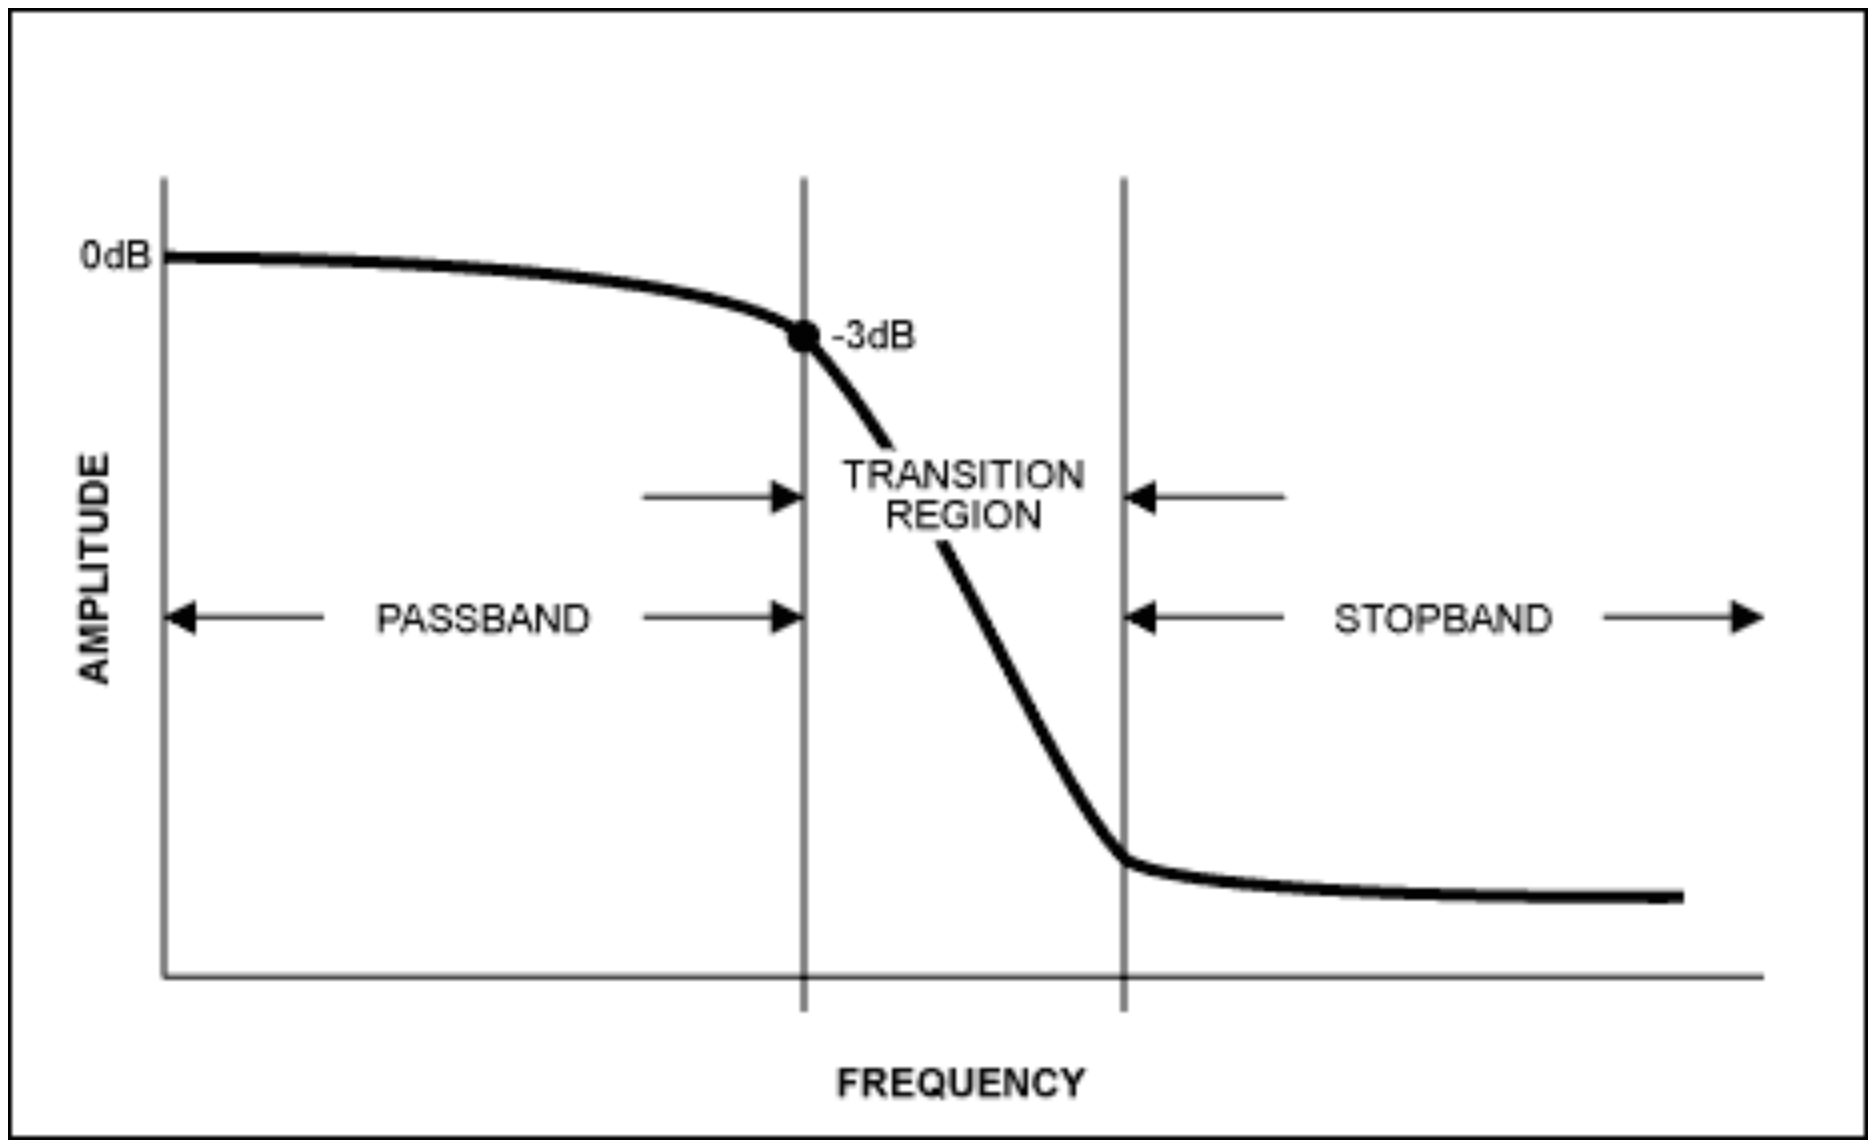 0dB
-3dB
TRANSITION
REGION
AMPLITUDE
PASSBAND
STOPBAND
FREQUENCY